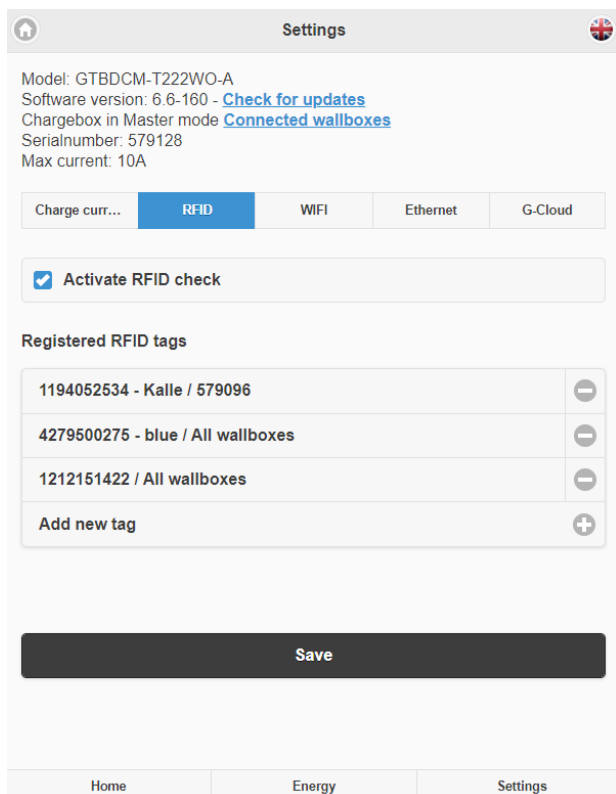 Settings
Model: GTBDCM-T222WO-A
Software version: 6.6-160 - Check for updates
Chargebox in Master mode Connected wallboxes
Serialnumber: 579128
Max current: 10A
Charge curr... RFID WIFI Ethernet G-Cloud
Activate RFID check
Registered RFID tags
1194052534 - Kalle / 579096
4279500275 - blue / All wallboxes
1212151422 / All wallboxes
Add new tag
Save
Home Energy Settings